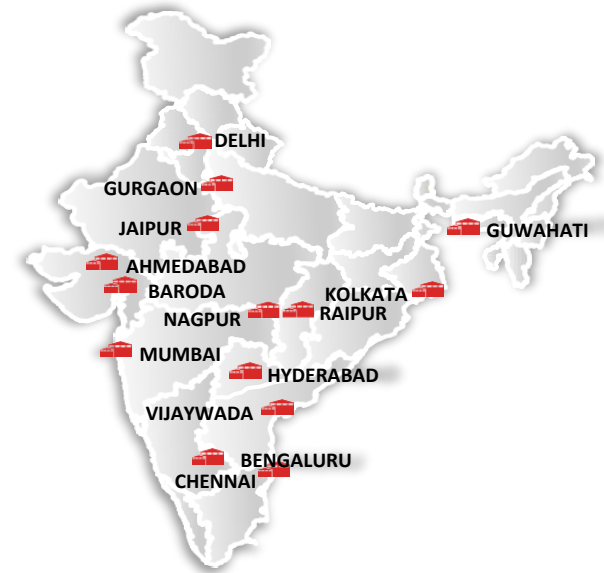 DELHI
GURGAON
JAIPUR
GUWAHATI
AHMEDABAD
BARODA
KOLKATA
NAGPUR
RAIPUR
MUMBAI
HYDERABAD
VIJAYWADA
BENGALURU
CHENNAI